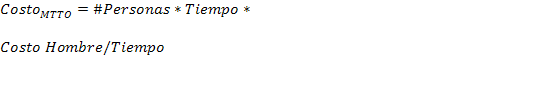 Costo_MTTO = #Personas * Tiempo *
Costo Hombre/Tiempo